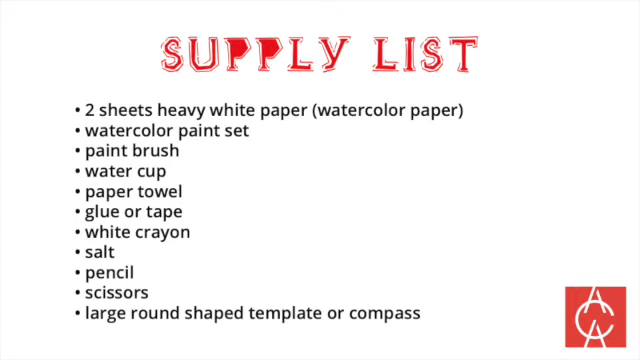 SUPPLY LIST
• 2 sheets heavy white paper (watercolor paper)
• watercolor paint set
• paint brush
• water cup
• paper towel
• glue or tape
• white crayon
• salt
• pencil
• scissors
• large round shaped template or compass
ACA